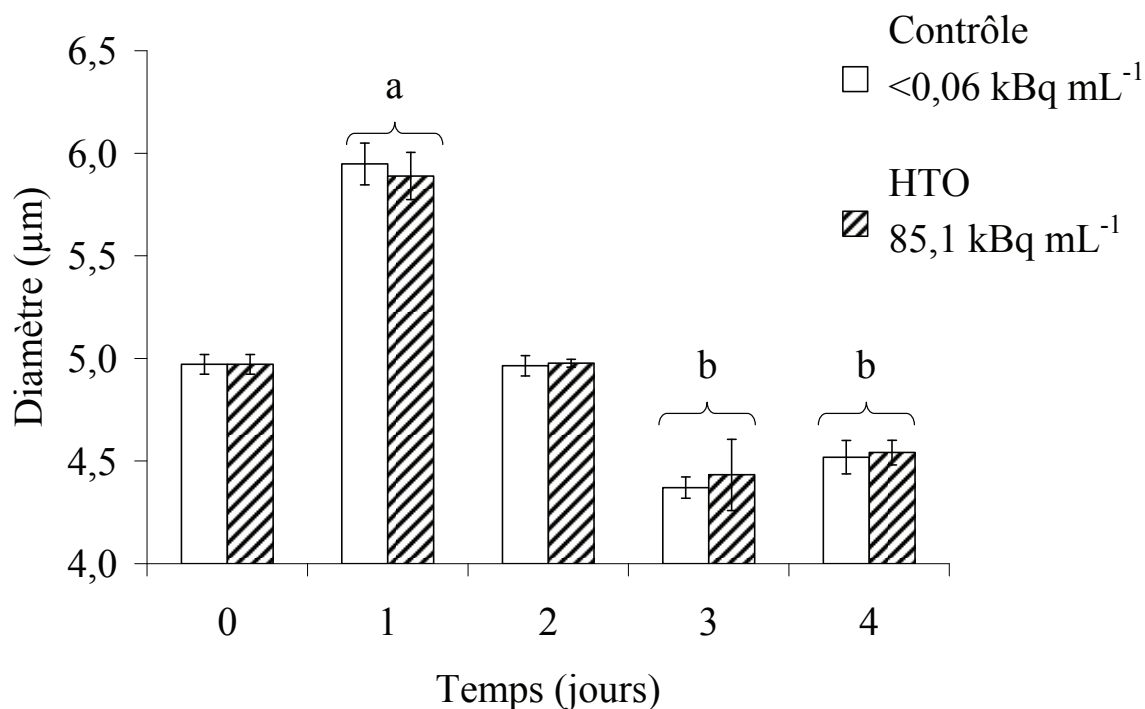 Contrôle
<0,06 kBq mL-1
HTO
85,1 kBq mL-1
Diamètre (µm)
6,5
6,0
5,5
5,0
4,5
4,0
a
b
b
0 1 2 3 4
Temps (jours)